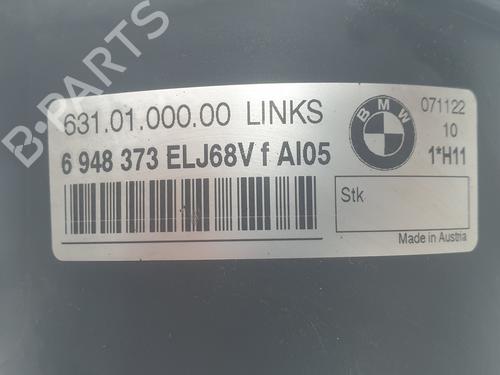 B-PARTS
631.01.000.00 LINKS
6 948 373 ELJ68V f AI05
BMW
071122
10
1*H11
Stk
Made in Austria